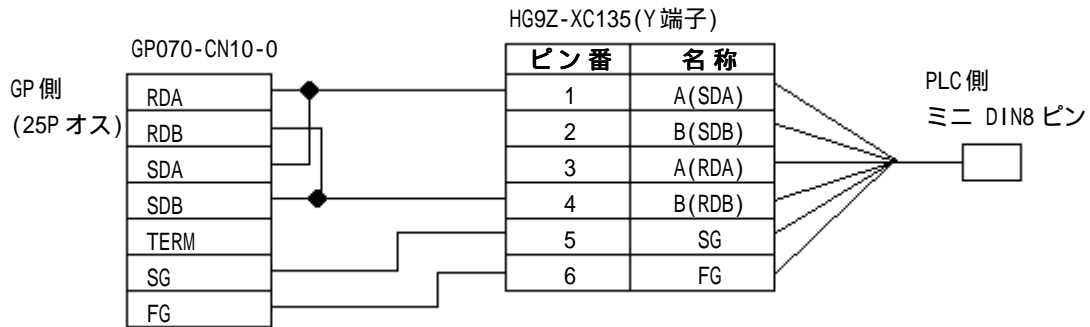 HG9Z-XC135(Y端子)
GP070-CN10-0
GP側
(25Pオス)
RDA
RDB
SDA
SDB
TERM
SG
FG
ピン番 名称
1 A(SDA)
2 B(SDB)
3 A(RDA)
4 B(RDB)
5 SG
6 FG
PLC側
ミニ DIN8ピン